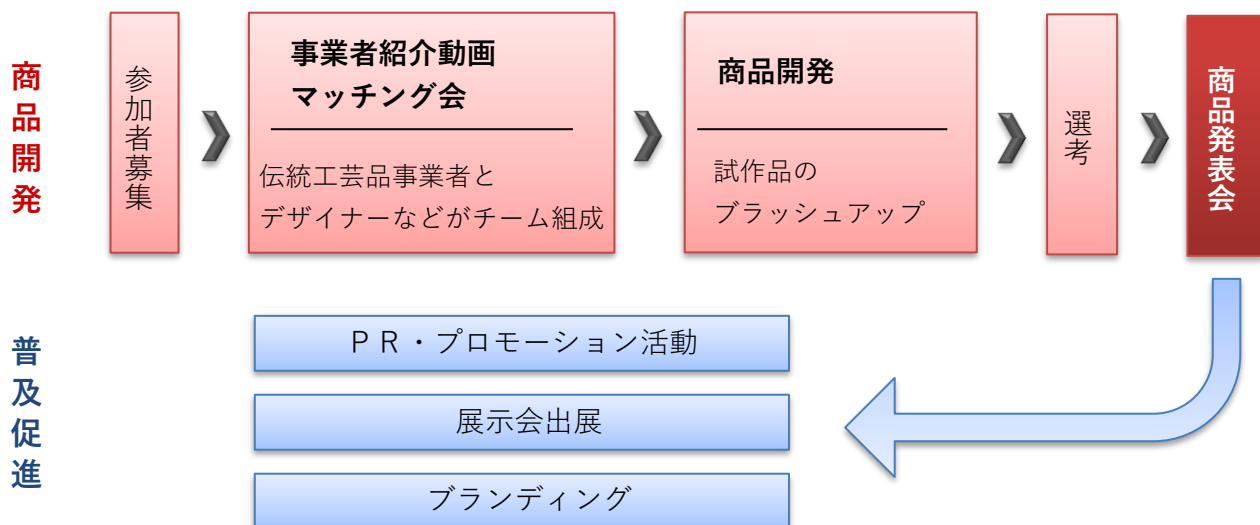 商品開発
参加者募集
事業者紹介動画
マッチング会
伝統工芸品事業者と
デザイナーなどがチーム組成
商品開発
試作品の
ブラッシュアップ
選考
商品発表会
普及促進
ＰＲ・プロモーション活動
展示会出展
ブランディング